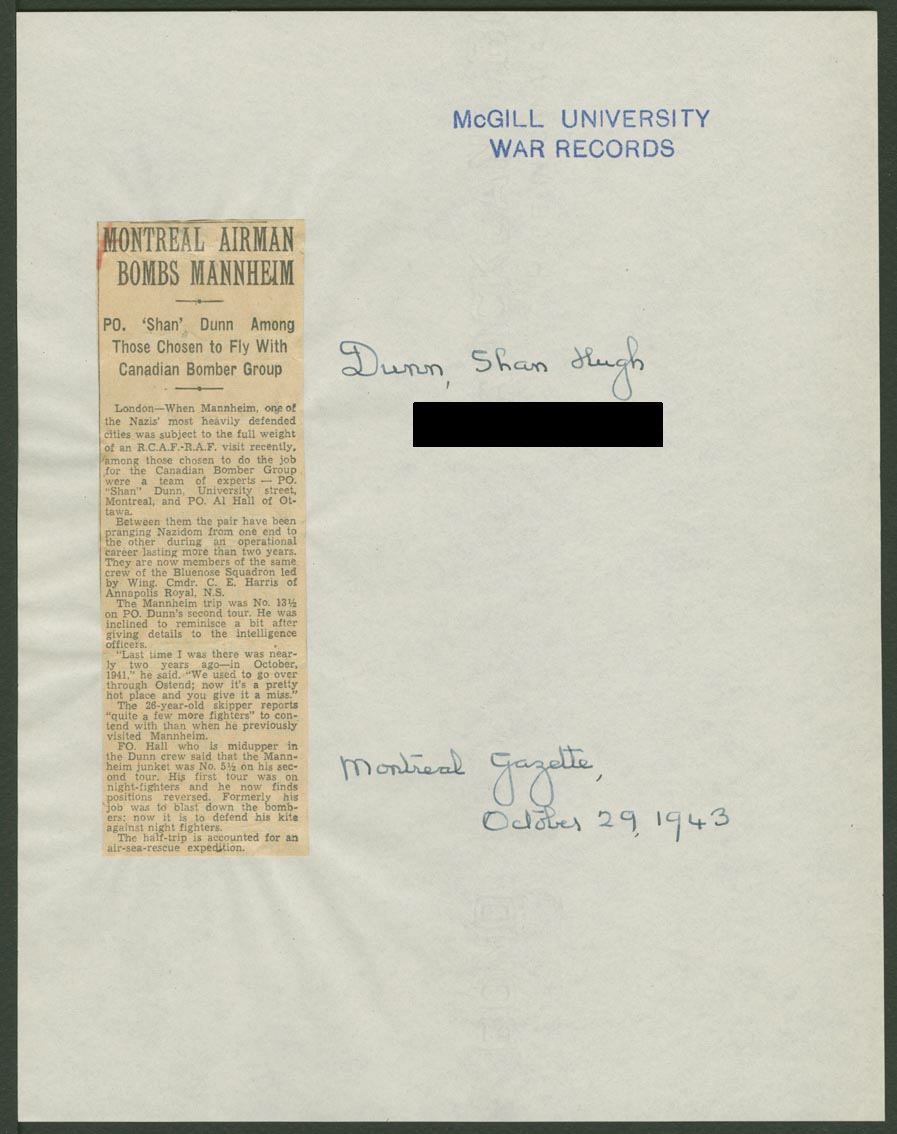 McGILL UNIVERSITY
WAR RECORDS
MONTREAL AIRMAN
BOMBS MANNHEIM
PO. 'Shan' Dunn Among
Those Chosen to Fly With
Canadian Bomber Group
London—When Mannheim, one of
the Nazis' most heavily defended
cities was subject to the full weight
of an R.C.A.F.-R.A.F. visit recently,
among those chosen to do the job
for the Canadian Bomber Group
were a team of experts — PO.
"Shan" Dunn, University street,
Montreal, and PO. Al Hall of Ot-
tawa.
Between them the pair have been
pranging Nazidom from one end to
the other during an operational
career lasting more than two years.
They are now members of the same
crew of the Bluenose Squadron led
by Wing. Cmdr. C. E. Harris of
Annapolis Royal, N.S.
The Mannheim trip was No. 13½
on PO. Dunn's second tour. He was
inclined to reminisce a bit after
giving details to the intelligence
officers.
"Last time I was there was near-
ly two years ago—in October,
1941," he said. "We used to go over
through Ostend; now it's a pretty
hot place and you give it a miss."
The 26-year-old skipper reports
"quite a few more fighters" to con-
tend with than when he previously
visited Mannheim.
FO. Hall who is midupper in
the Dunn crew said that the Mann-
heim junket was No. 5½ on his sec-
ond tour. His first tour was on
night-fighters and he now finds
positions reversed. Formerly his
job was to blast down the bomb-
ers; now it is to defend his kite
against night fighters.
The half-trip is accounted for an
air-sea-rescue expedition.
Dunn, Shan Hugh
Montreal Gazette,
October 29, 1943